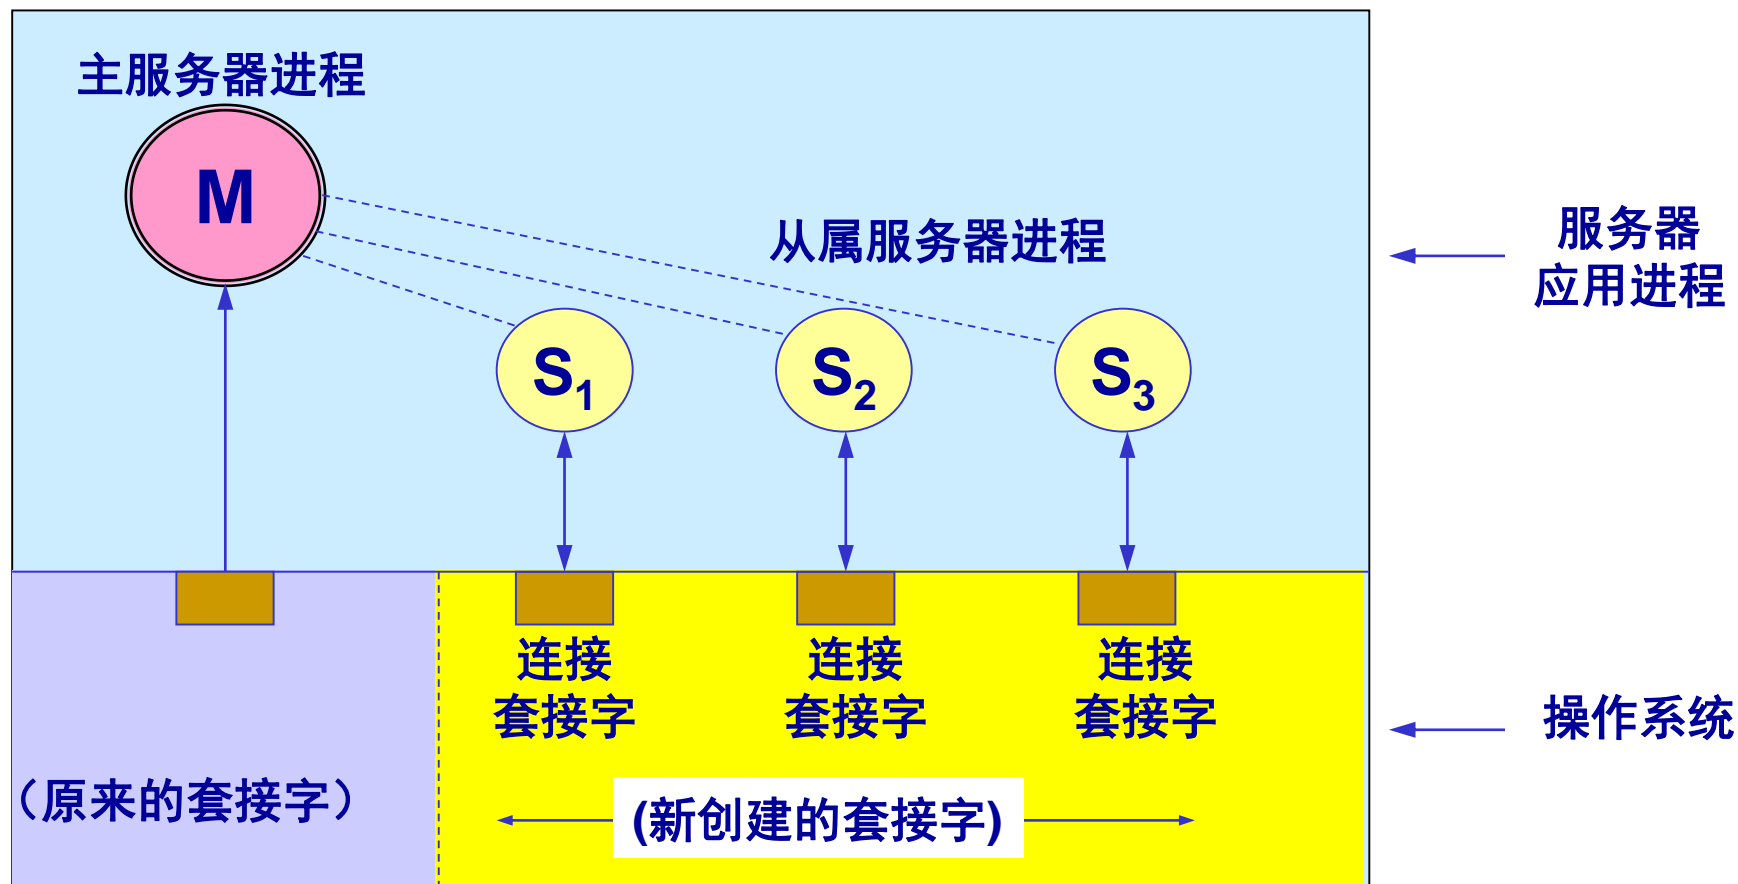 主服务器进程
M
从属服务器进程
服务器
应用进程
S1
S2
S3
连接
套接字
连接
套接字
连接
套接字
操作系统
（原来的套接字）
(新创建的套接字)